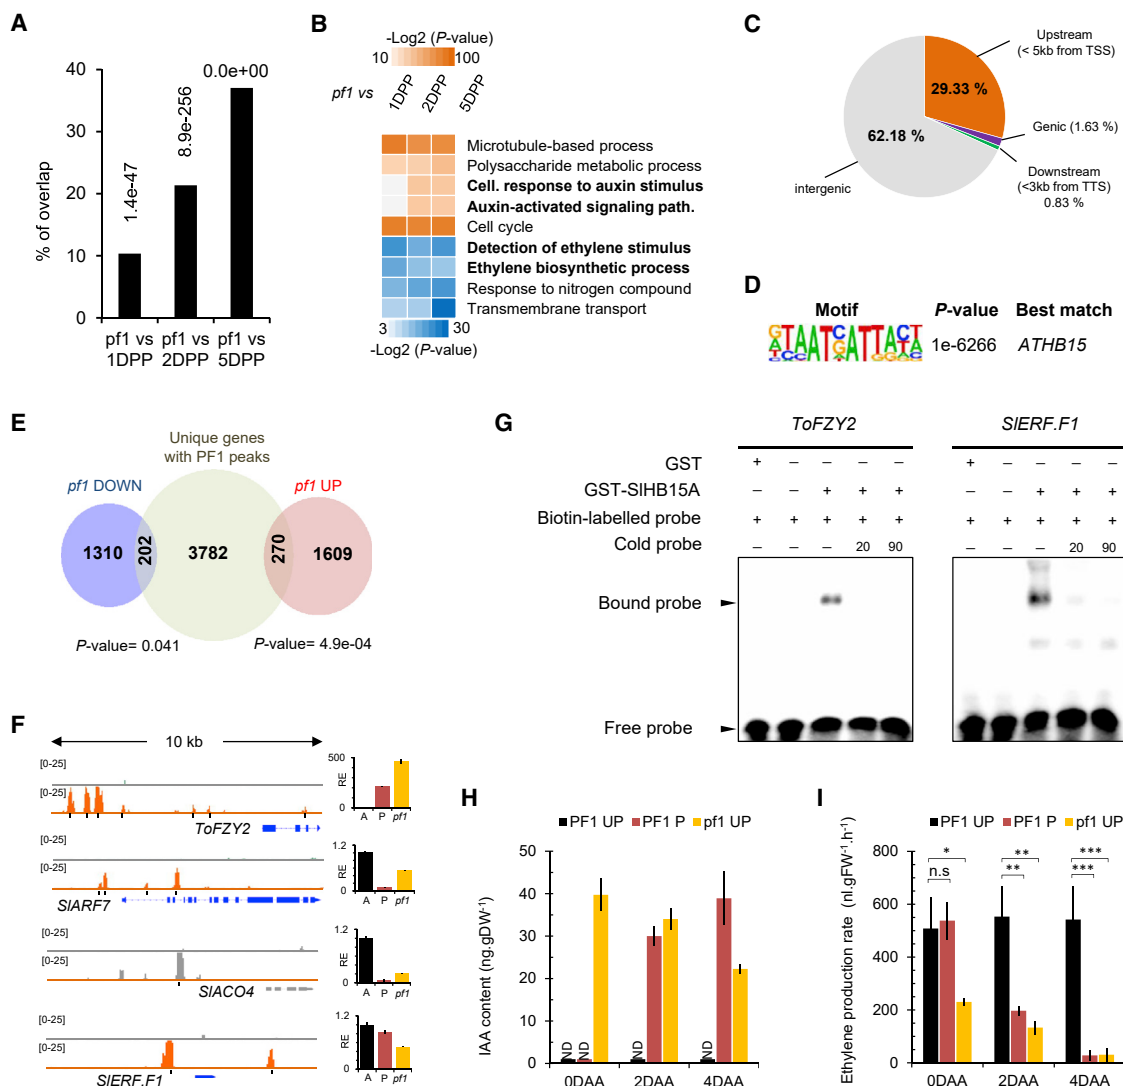 A
% of overlap
40
30
20
10
0
1.4e-47
8.9e-256
0.0e+00
pf1 vs 1DPP
pf1 vs 2DPP
pf1 vs 5DPP
B
-Log2 (P-value)
10 100
pf1 vs 1DPP 2DPP 5DPP
Microtubule-based process
Polysaccharide metabolic process
Cell. response to auxin stimulus
Auxin-activated signaling path.
Cell cycle
Detection of ethylene stimulus
Ethylene biosynthetic process
Response to nitrogen compound
Transmembrane transport
3 30
-Log2 (P-value)
C
Upstream
(< 5kb from TSS)
29.33 %
62.18 %
Genic (1.63 %)
Downstream
(<3kb from TTS)
0.83 %
intergenic
D
Motif P-value Best match
1e-6266 ATHB15
E
Unique genes
with PF1 peaks
pf1 DOWN
pf1 UP
1310 202 3782 270 1609
P-value= 0.041
P-value= 4.9e-04
F
10 kb
[0-25]
[0-25]
ToFZY2
500
RE
0
A P pf1
[0-25]
[0-25]
SlARF7
1.2
RE
0
A P pf1
[0-25]
[0-25]
SlACO4
1.2
RE
0
A P pf1
[0-25]
[0-25]
SlERF.F1
1.2
RE
0
A P pf1
G
ToFZY2 SlERF.F1
GST + – – – – + – – – –
GST-SlHB15A – – + + + – – + + +
Biotin-labelled probe + + + + + + + + + +
Cold probe – – – 20 90 – – – 20 90
Bound probe
Free probe
H
PF1 UP PF1 P pf1 UP
IAA content (ng.gDW-1)
50
40
30
20
10
0
ND ND ND ND
0DAA 2DAA 4DAA
I
PF1 UP PF1 P pf1 UP
Ethylene production rate (nl.gFW-1.h-1)
800
600
400
200
0
* ** ***
n.s ** ***
0DAA 2DAA 4DAA